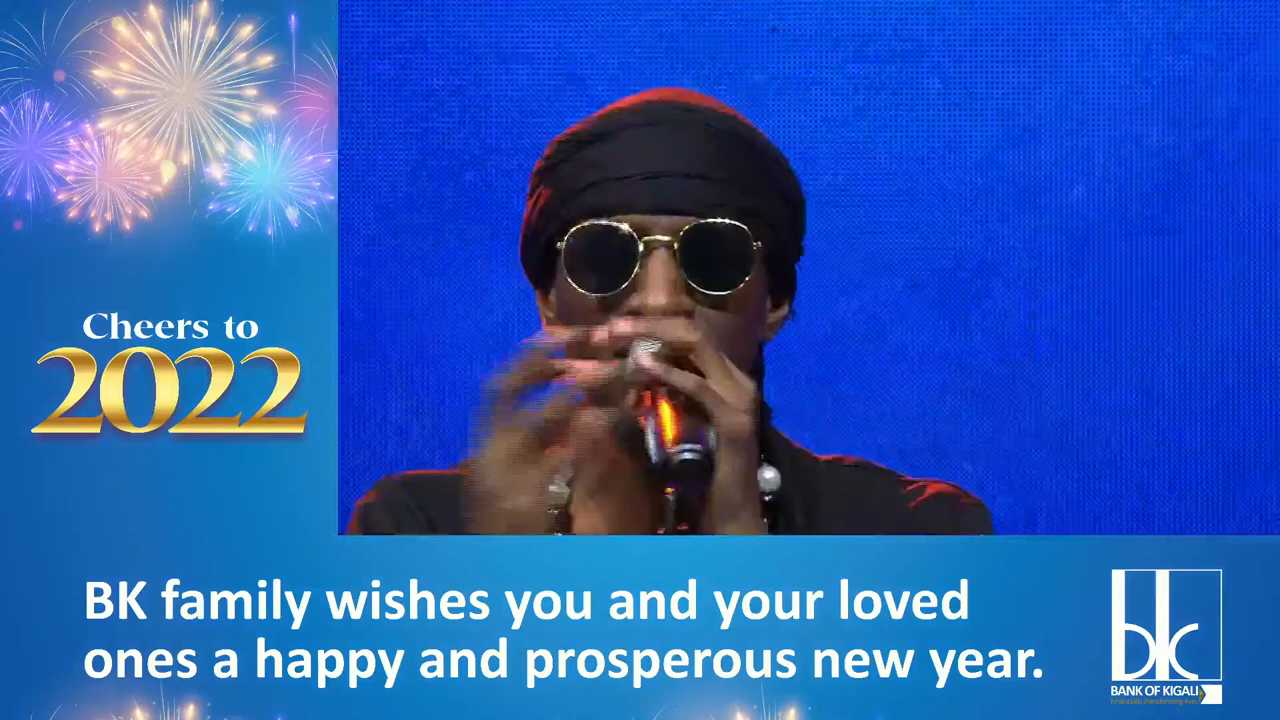 Cheers to
2022
BK family wishes you and your loved
ones a happy and prosperous new year.
bk
BANK OF KIGALI